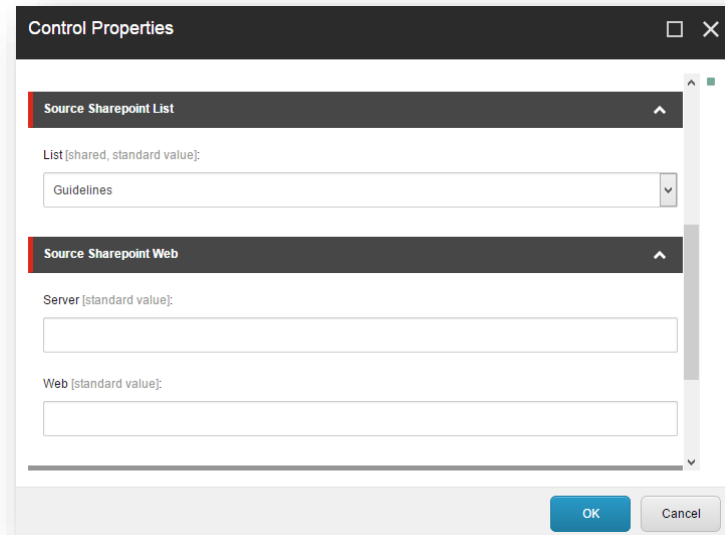 Control Properties
Source Sharepoint List
List [shared, standard value]:
Guidelines
Source Sharepoint Web
Server [standard value]:
Web [standard value]:
OK Cancel